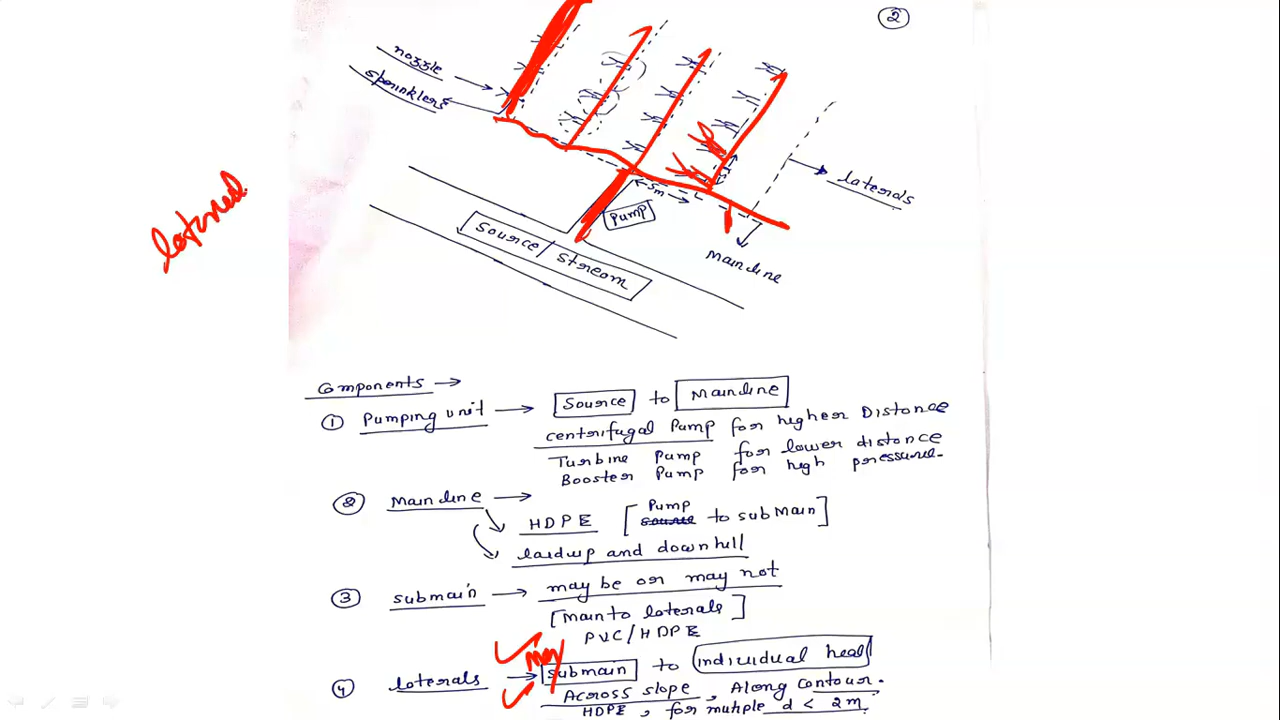 2
nozzle
sprinklers
laterals
5m
Pump
Source/Stream
mainline
lateral
Components →
1 Pumping unit → Source to Mainline
centrifugal Pump for higher Distance
Turbine Pump for lower distance
Booster Pump for high pressure.
2 Mainline →
HDPE [Pump source to submain]
laidup and downhill
3 submain → may be or may not
[main to laterals]
PVC/HDPE
4 laterals → submain to individual head
Across slope, Along contour.
HDPE, for d < 2m.